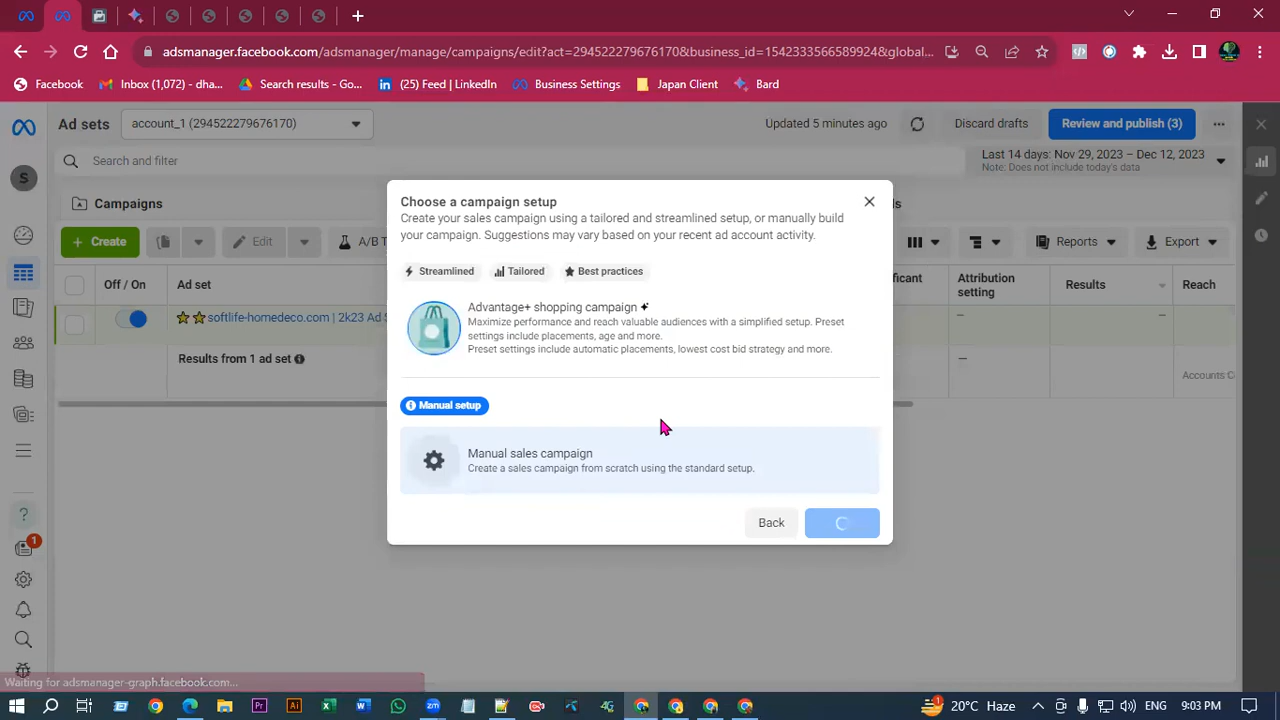 adsmanager.facebook.com/adsmanager/manage/campaigns/edit?act=294522279676170&business_id=1542333566589924&global...
Facebook
Inbox (1,072) - dha...
Search results - Go...
(25) Feed | LinkedIn
Business Settings
Japan Client
Bard
Ad sets
account_1 (294522279676170)
Updated 5 minutes ago
Discard drafts
Review and publish (3)
Search and filter
Last 14 days: Nov 29, 2023 – Dec 12, 2023
Note: Does not include today's data
S
Campaigns
Create
Edit
A/B T
Reports
Export
Off / On
Ad set
Attribution
setting
Results
Reach
softlife-homedeco.com | 2k23 Ad S
Results from 1 ad set
Accounts C
Choose a campaign setup
Create your sales campaign using a tailored and streamlined setup, or manually build
your campaign. Suggestions may vary based on your recent ad account activity.
Streamlined
Tailored
Best practices
Advantage+ shopping campaign
Maximize performance and reach valuable audiences with a simplified setup. Preset
settings include placements, age and more.
Preset settings include automatic placements, lowest cost bid strategy and more.
Manual setup
Manual sales campaign
Create a sales campaign from scratch using the standard setup.
Back
1
Waiting for adsmanager-graph.facebook.com...
20°C Haze
ENG
9:03 PM